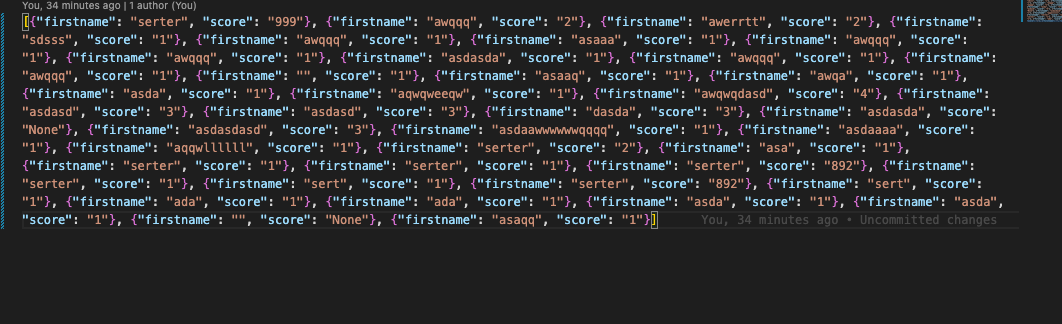 You, 34 minutes ago | 1 author (You)
[{"firstname": "serter", "score": "999"}, {"firstname": "awqqq", "score": "2"}, {"firstname": "awerrtt", "score": "2"}, {"firstname":
"sdsss", "score": "1"}, {"firstname": "awqqq", "score": "1"}, {"firstname": "asaaa", "score": "1"}, {"firstname": "awqqq", "score":
"1"}, {"firstname": "awqqq", "score": "1"}, {"firstname": "asdasda", "score": "1"}, {"firstname": "awqqq", "score": "1"}, {"firstname":
"awqqq", "score": "1"}, {"firstname": "", "score": "1"}, {"firstname": "asaaq", "score": "1"}, {"firstname": "awqa", "score": "1"},
{"firstname": "asda", "score": "1"}, {"firstname": "aqwqweeqw", "score": "1"}, {"firstname": "awqwqdasd", "score": "4"}, {"firstname":
"asdasd", "score": "3"}, {"firstname": "asdasd", "score": "3"}, {"firstname": "dasda", "score": "3"}, {"firstname": "asdasda", "score":
"None"}, {"firstname": "asdasdasd", "score": "3"}, {"firstname": "asdaawwwwwwqqqq", "score": "1"}, {"firstname": "asdaaaa", "score":
"1"}, {"firstname": "aqqwllllll", "score": "1"}, {"firstname": "serter", "score": "2"}, {"firstname": "asa", "score": "1"},
{"firstname": "serter", "score": "1"}, {"firstname": "serter", "score": "1"}, {"firstname": "serter", "score": "892"}, {"firstname":
"serter", "score": "1"}, {"firstname": "sert", "score": "1"}, {"firstname": "serter", "score": "892"}, {"firstname": "sert", "score":
"1"}, {"firstname": "ada", "score": "1"}, {"firstname": "ada", "score": "1"}, {"firstname": "asda", "score": "1"}, {"firstname": "asda",
"score": "1"}, {"firstname": "", "score": "None"}, {"firstname": "asaqq", "score": "1"}] You, 34 minutes ago • Uncommitted changes